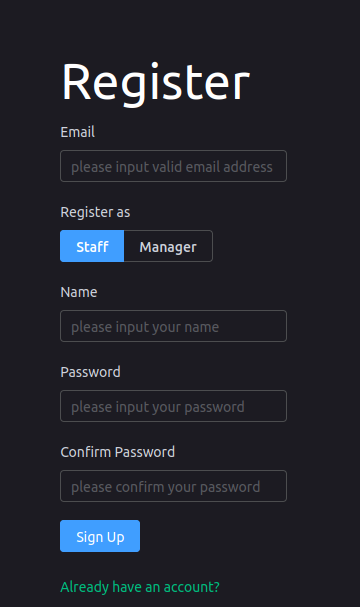 Register
Email
please input valid email address
Register as
Staff Manager
Name
please input your name
Password
please input your password
Confirm Password
please confirm your password
Sign Up
Already have an account?